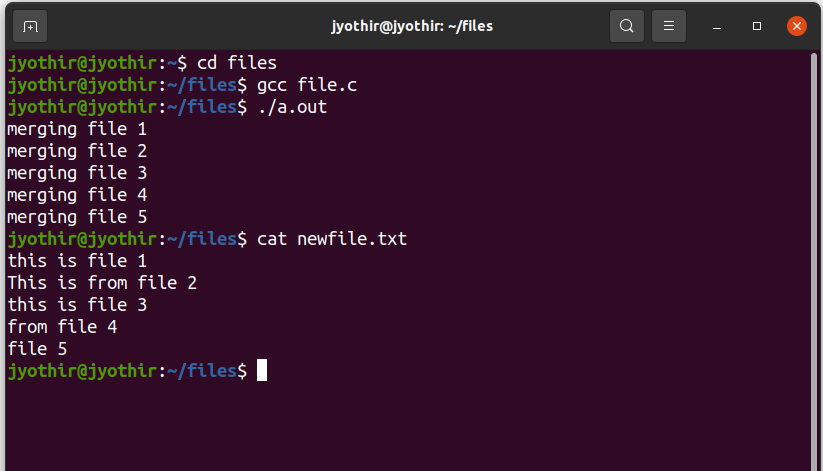 jyothir@jyothir: ~/files
jyothir@jyothir:~$ cd files
jyothir@jyothir:~/files$ gcc file.c
jyothir@jyothir:~/files$ ./a.out
merging file 1
merging file 2
merging file 3
merging file 4
merging file 5
jyothir@jyothir:~/files$ cat newfile.txt
this is file 1
This is from file 2
this is file 3
from file 4
file 5
jyothir@jyothir:~/files$